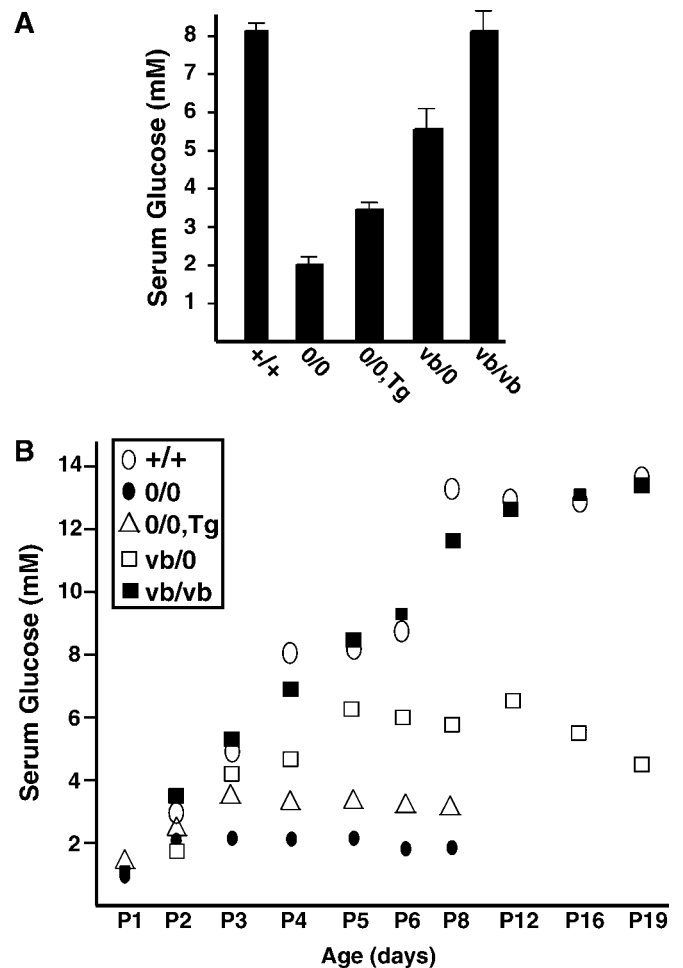 A
Serum Glucose (mM)
8
7
6
5
4
3
2
1
+/+
0/0
0/0,Tg
vb/0
vb/vb
B
Serum Glucose (mM)
14
12
10
8
6
4
2
+/+
0/0
0/0,Tg
vb/0
vb/vb
P1 P2 P3 P4 P5 P6 P8 P12 P16 P19
Age (days)